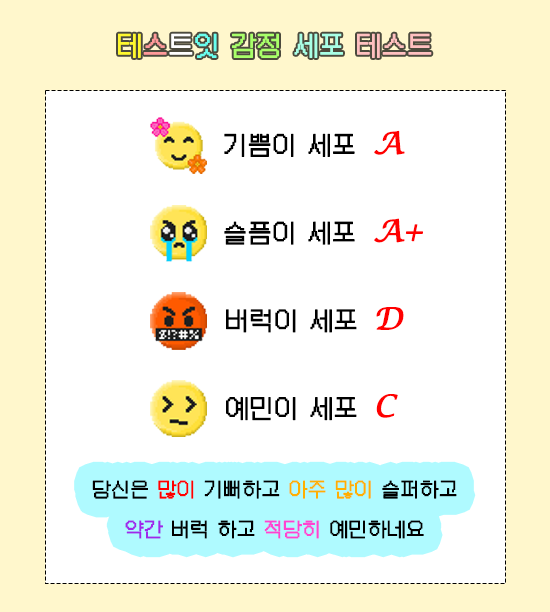 테스트잇 감정 세포 테스트
기쁨이 세포 A
슬픔이 세포 A+
버럭이 세포 D
&!?#%
예민이 세포 C
당신은 많이 기뻐하고 아주 많이 슬퍼하고
약간 버럭 하고 적당히 예민하네요